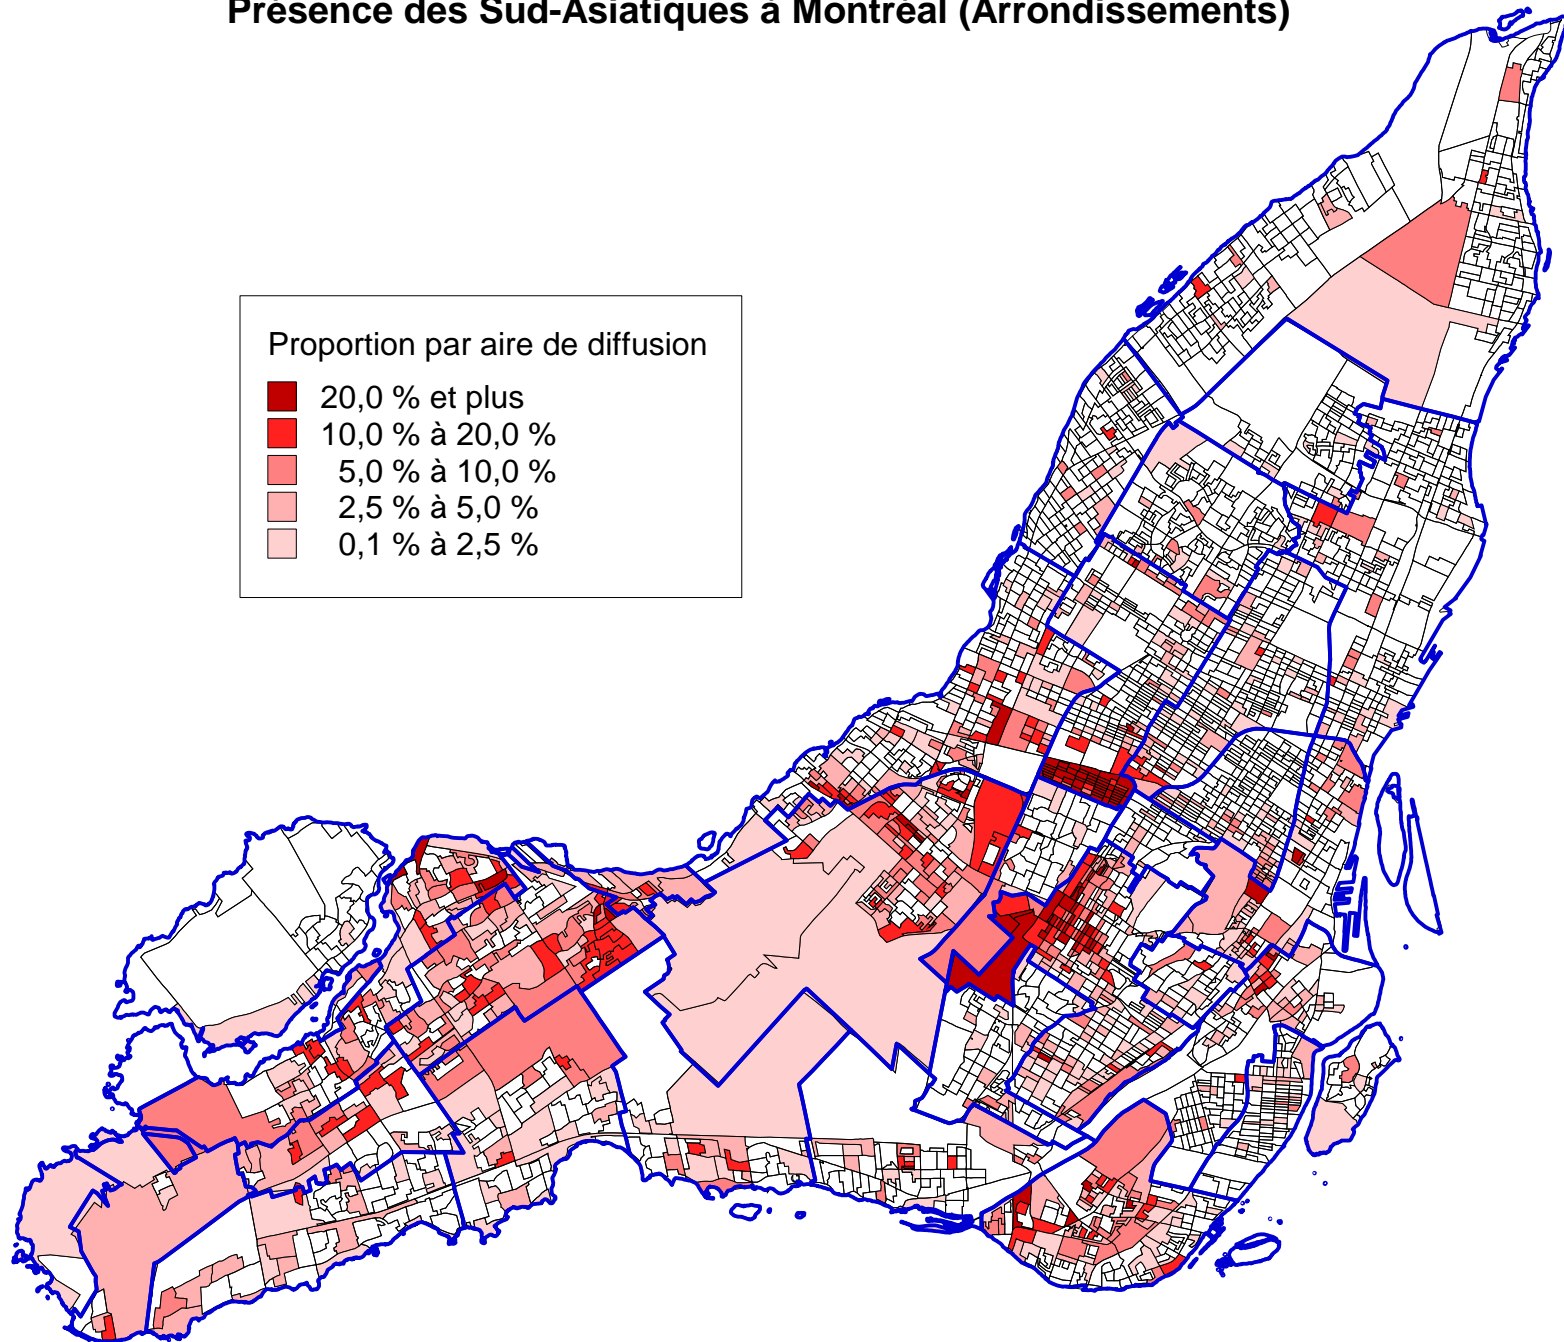 Présence des Sud-Asiatiques à Montréal (Arrondissements)
Proportion par aire de diffusion
20,0 % et plus
10,0 % à 20,0 %
5,0 % à 10,0 %
2,5 % à 5,0 %
0,1 % à 2,5 %